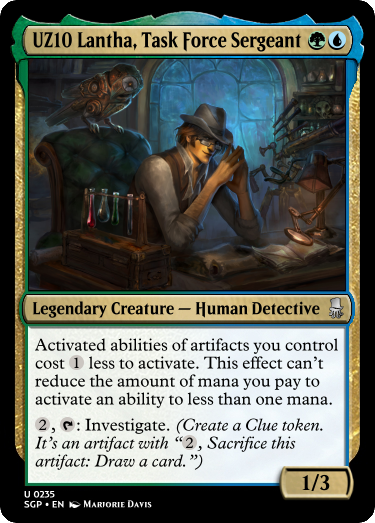 UZ10 Lantha, Task Force Sergeant
Legendary Creature — Human Detective
Activated abilities of artifacts you control
cost 1 less to activate. This effect can't
reduce the amount of mana you pay to
activate an ability to less than one mana.
2, : Investigate. (Create a Clue token.
It's an artifact with “2, Sacrifice this
artifact: Draw a card.”)
1/3
U 0235
SGP • EN Marjorie Davis